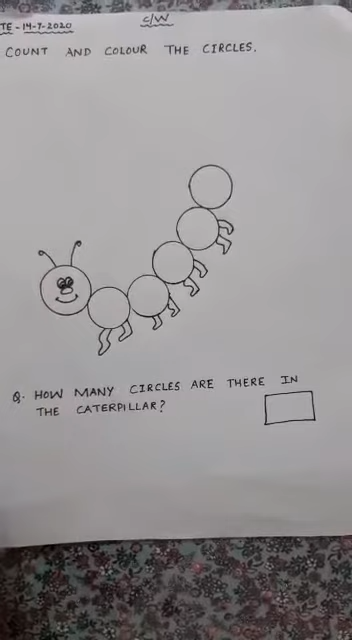 TE - 14-7-2020
C/W
COUNT AND COLOUR THE CIRCLES.
Q. HOW MANY CIRCLES ARE THERE IN
THE CATERPILLAR?